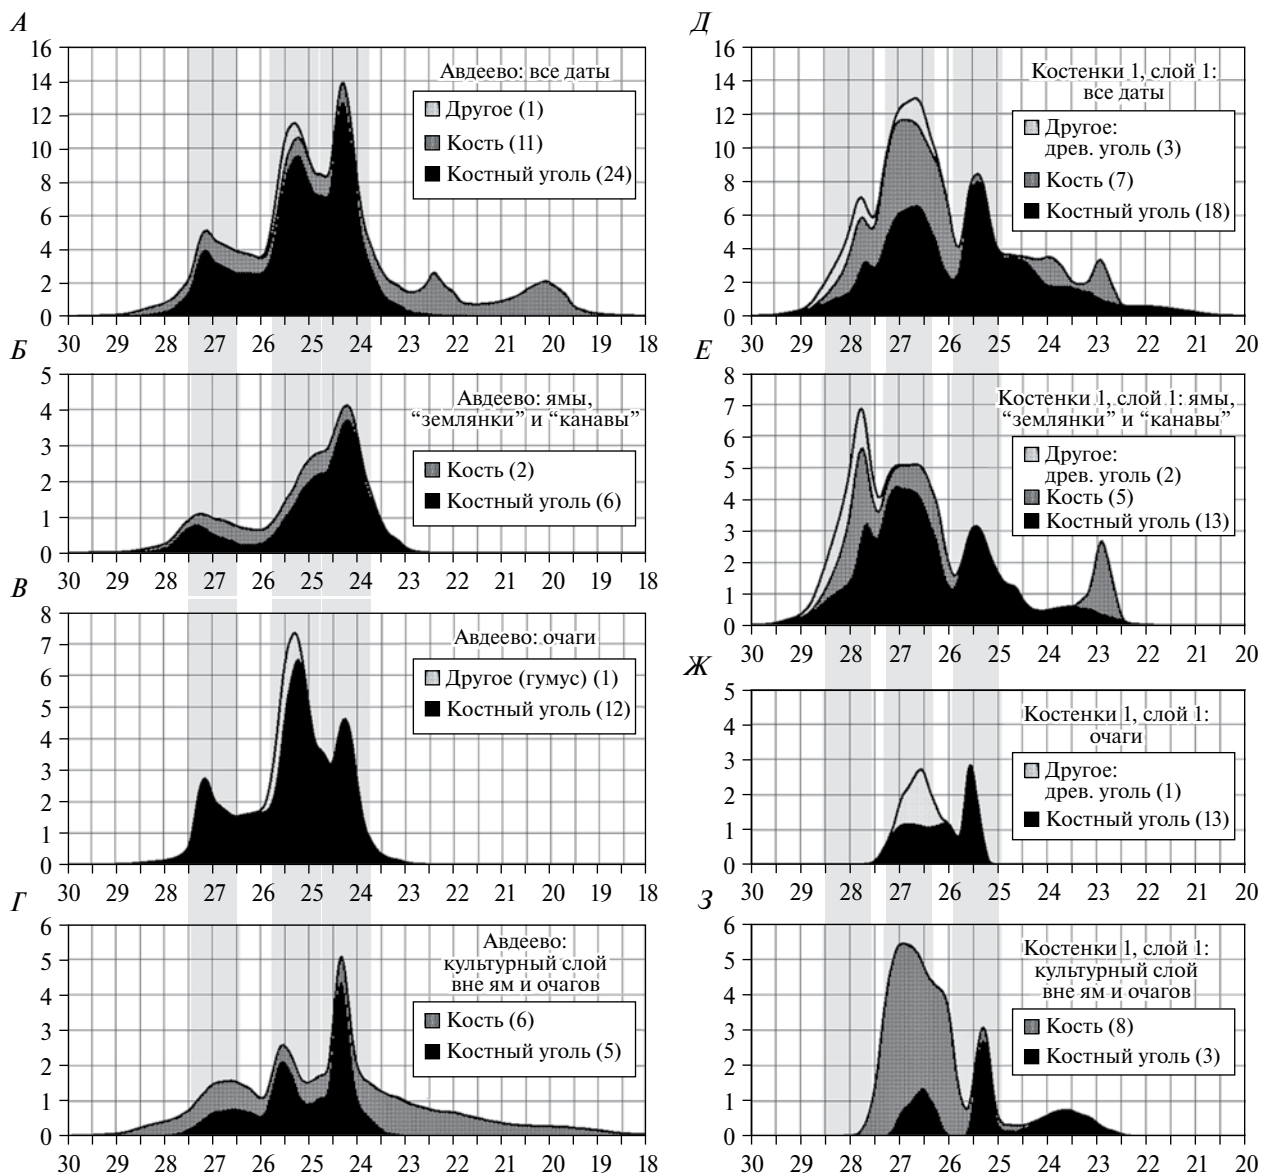 А
16
14
12
10
8
6
4
2
0
Авдеево: все даты
Другое (1)
Кость (11)
Костный уголь (24)
30 29 28 27 26 25 24 23 22 21 20 19 18
Б
5
4
3
2
1
0
Авдеево: ямы,
“землянки” и “канавы”
Кость (2)
Костный уголь (6)
30 29 28 27 26 25 24 23 22 21 20 19 18
В
8
7
6
5
4
3
2
1
0
Авдеево: очаги
Другое (гумус) (1)
Костный уголь (12)
30 29 28 27 26 25 24 23 22 21 20 19 18
Г
6
5
4
3
2
1
0
Авдеево:
культурный слой
вне ям и очагов
Кость (6)
Костный уголь (5)
30 29 28 27 26 25 24 23 22 21 20 19 18
Д
16
14
12
10
8
6
4
2
0
Костенки 1, слой 1:
все даты
Другое:
древ. уголь (3)
Кость (7)
Костный уголь (18)
30 29 28 27 26 25 24 23 22 21 20
Е
8
7
6
5
4
3
2
1
0
Костенки 1, слой 1: ямы,
“землянки” и “канавы”
Другое:
древ. уголь (2)
Кость (5)
Костный уголь (13)
30 29 28 27 26 25 24 23 22 21 20
Ж
5
4
3
2
1
0
Костенки 1, слой 1:
очаги
Другое:
древ. уголь (1)
Костный уголь (13)
30 29 28 27 26 25 24 23 22 21 20
З
6
5
4
3
2
1
0
Костенки 1, слой 1:
культурный слой
вне ям и очагов
Кость (8)
Костный уголь (3)
30 29 28 27 26 25 24 23 22 21 20